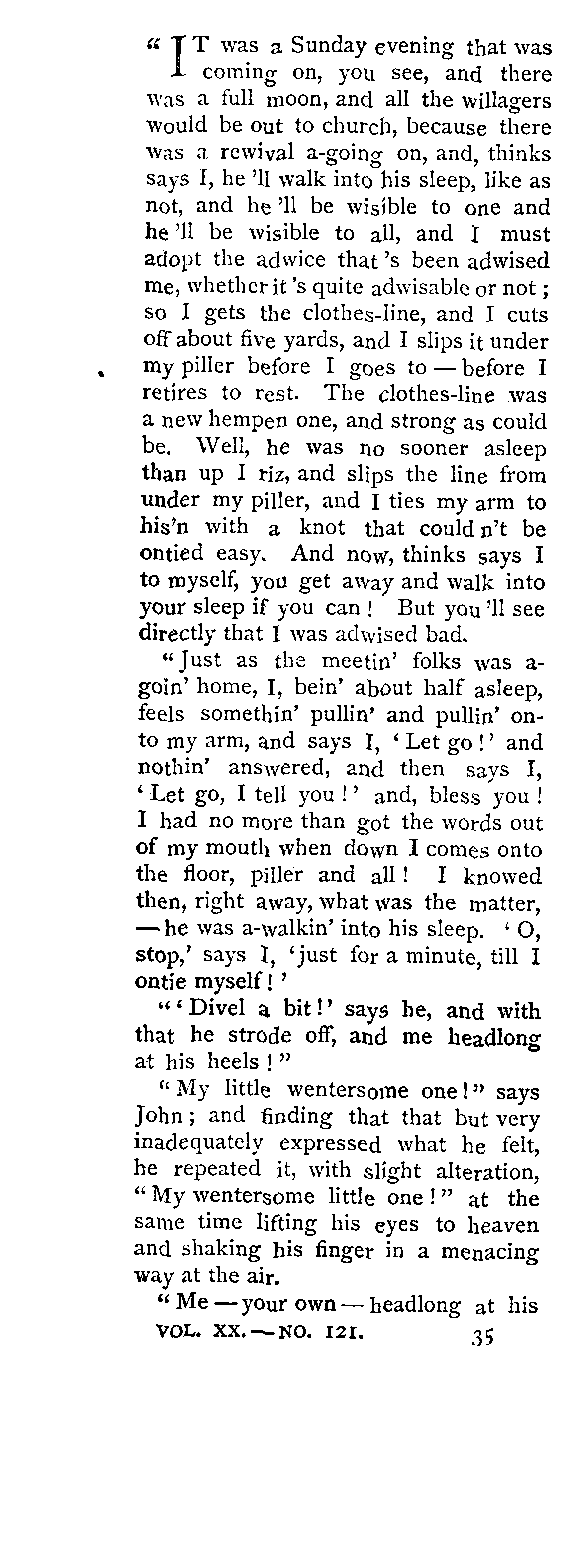 “IT was a Sunday evening that was
coming on, you see, and there
was a full moon, and all the willagers
would be out to church, because there
was a rewival a-going on, and, thinks
says I, he ’ll walk into his sleep, like as
not, and he ’ll be wisible to one and
he ’ll be wisible to all, and I must
adopt the adwice that ’s been adwised
me, whether it ’s quite adwisable or not ;
so I gets the clothes-line, and I cuts
off about five yards, and I slips it under
my piller before I goes to — before I
retires to rest. The clothes-line was
a new hempen one, and strong as could
be. Well, he was no sooner asleep
than up I riz, and slips the line from
under my piller, and I ties my arm to
his’n with a knot that could n’t be
ontied easy. And now, thinks says I
to myself, you get away and walk into
your sleep if you can ! But you ’ll see
directly that I was adwised bad.
“Just as the meetin’ folks was a-
goin’ home, I, bein’ about half asleep,
feels somethin’ pullin’ and pullin’ on-
to my arm, and says I, ‘ Let go !’ and
nothin’ answered, and then says I,
‘ Let go, I tell you !’ and, bless you !
I had no more than got the words out
of my mouth when down I comes onto
the floor, piller and all ! I knowed
then, right away, what was the matter,
— he was a-walkin’ into his sleep. ‘ O,
stop,’ says I, ‘just for a minute, till I
ontie myself ! ’
“‘ Divel a bit !’ says he, and with
that he strode off, and me headlong
at his heels ! ”
“ My little wentersome one !” says
John ; and finding that that but very
inadequately expressed what he felt,
he repeated it, with slight alteration,
“ My wentersome little one ! ” at the
same time lifting his eyes to heaven
and shaking his finger in a menacing
way at the air.
“ Me — your own — headlong at his
VOL. XX. — NO. 121. 35